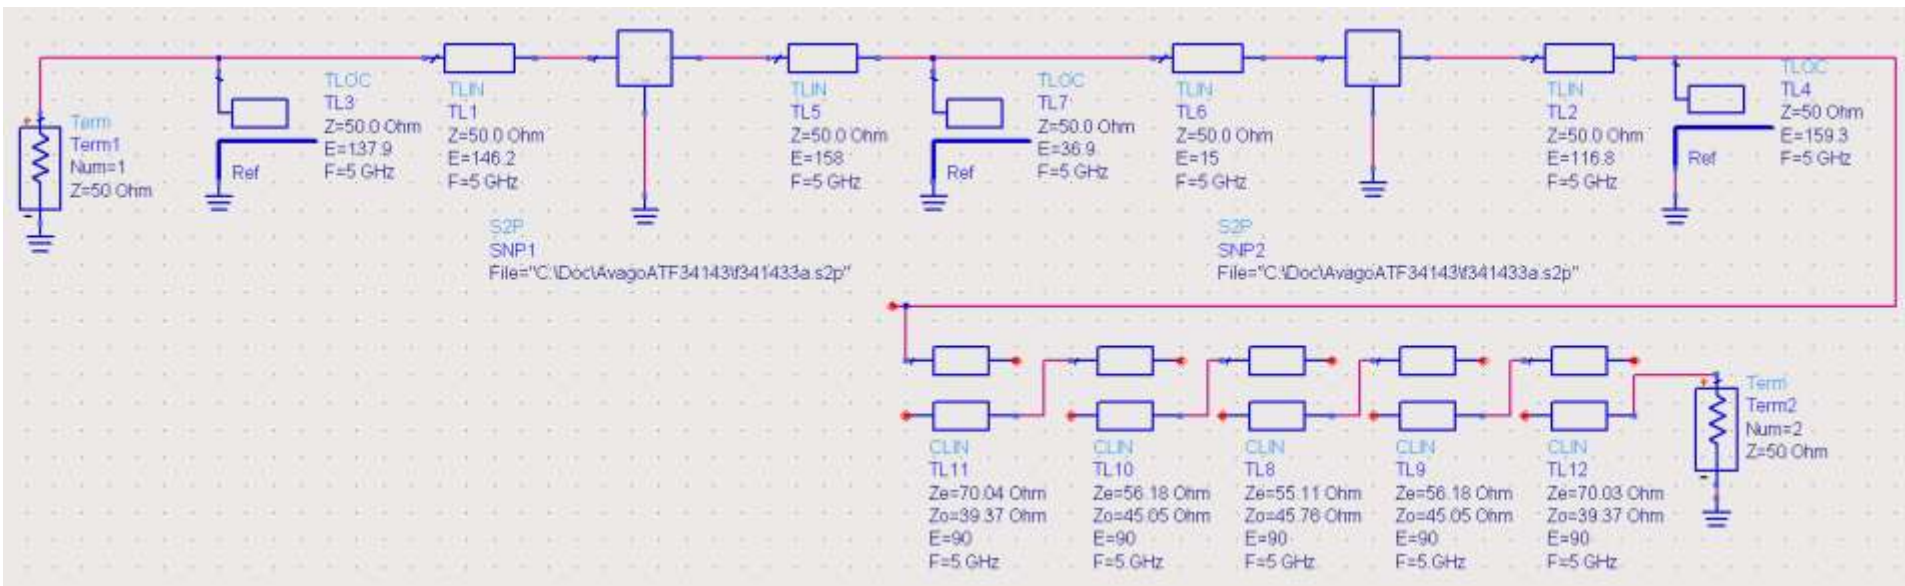 Term
Term1
Num=1
Z=50 Ohm
Ref
TLOC
TL3
Z=50.0 Ohm
E=137.9
F=5 GHz
TLIN
TL1
Z=50.0 Ohm
E=146.2
F=5 GHz
S2P
SNP1
File="C:\Doc\AvagoATF34143\f341433a.s2p"
TLIN
TL5
Z=50.0 Ohm
E=158
F=5 GHz
Ref
TLOC
TL7
Z=50.0 Ohm
E=36.9
F=5 GHz
TLIN
TL6
Z=50.0 Ohm
E=15
F=5 GHz
S2P
SNP2
File="C:\Doc\AvagoATF34143\f341433a.s2p"
TLIN
TL2
Z=50.0 Ohm
E=116.8
F=5 GHz
Ref
TLOC
TL4
Z=50 Ohm
E=159.3
F=5 GHz
CLIN
TL11
Ze=70.04 Ohm
Zo=39.37 Ohm
E=90
F=5 GHz
CLIN
TL10
Ze=56.18 Ohm
Zo=45.05 Ohm
E=90
F=5 GHz
CLIN
TL8
Ze=55.11 Ohm
Zo=45.76 Ohm
E=90
F=5 GHz
CLIN
TL9
Ze=56.18 Ohm
Zo=45.05 Ohm
E=90
F=5 GHz
CLIN
TL12
Ze=70.03 Ohm
Zo=39.37 Ohm
E=90
F=5 GHz
Term
Term2
Num=2
Z=50 Ohm